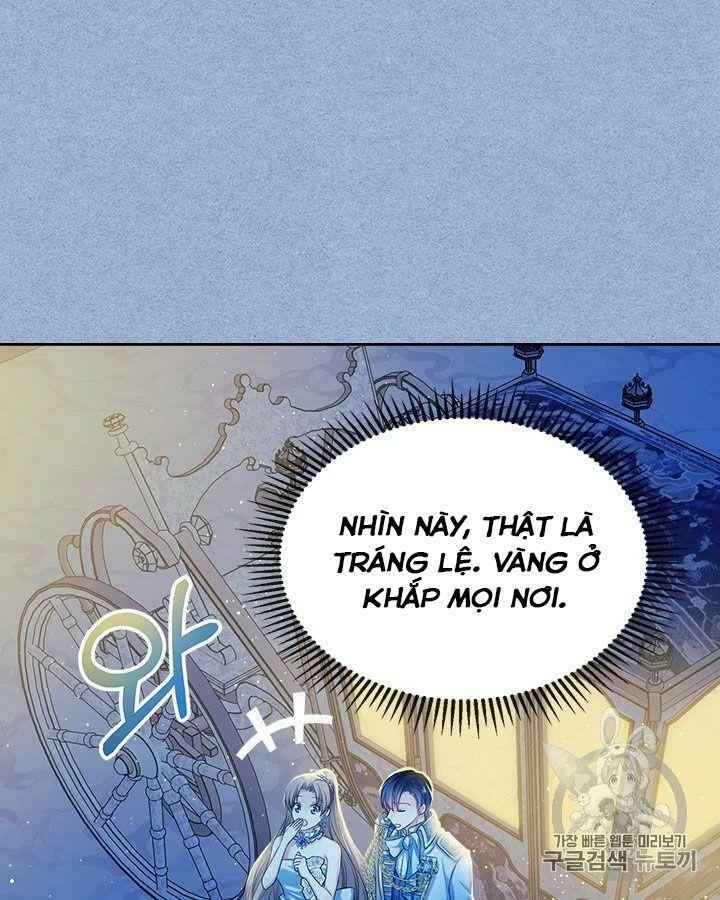 NHÌN NÀY, THẬT LÀ
TRÁNG LỆ. VÀNG Ở
KHẮP MỌI NƠI.
와
가장 빠른 웹툰 미리보기
구글검색 뉴토끼